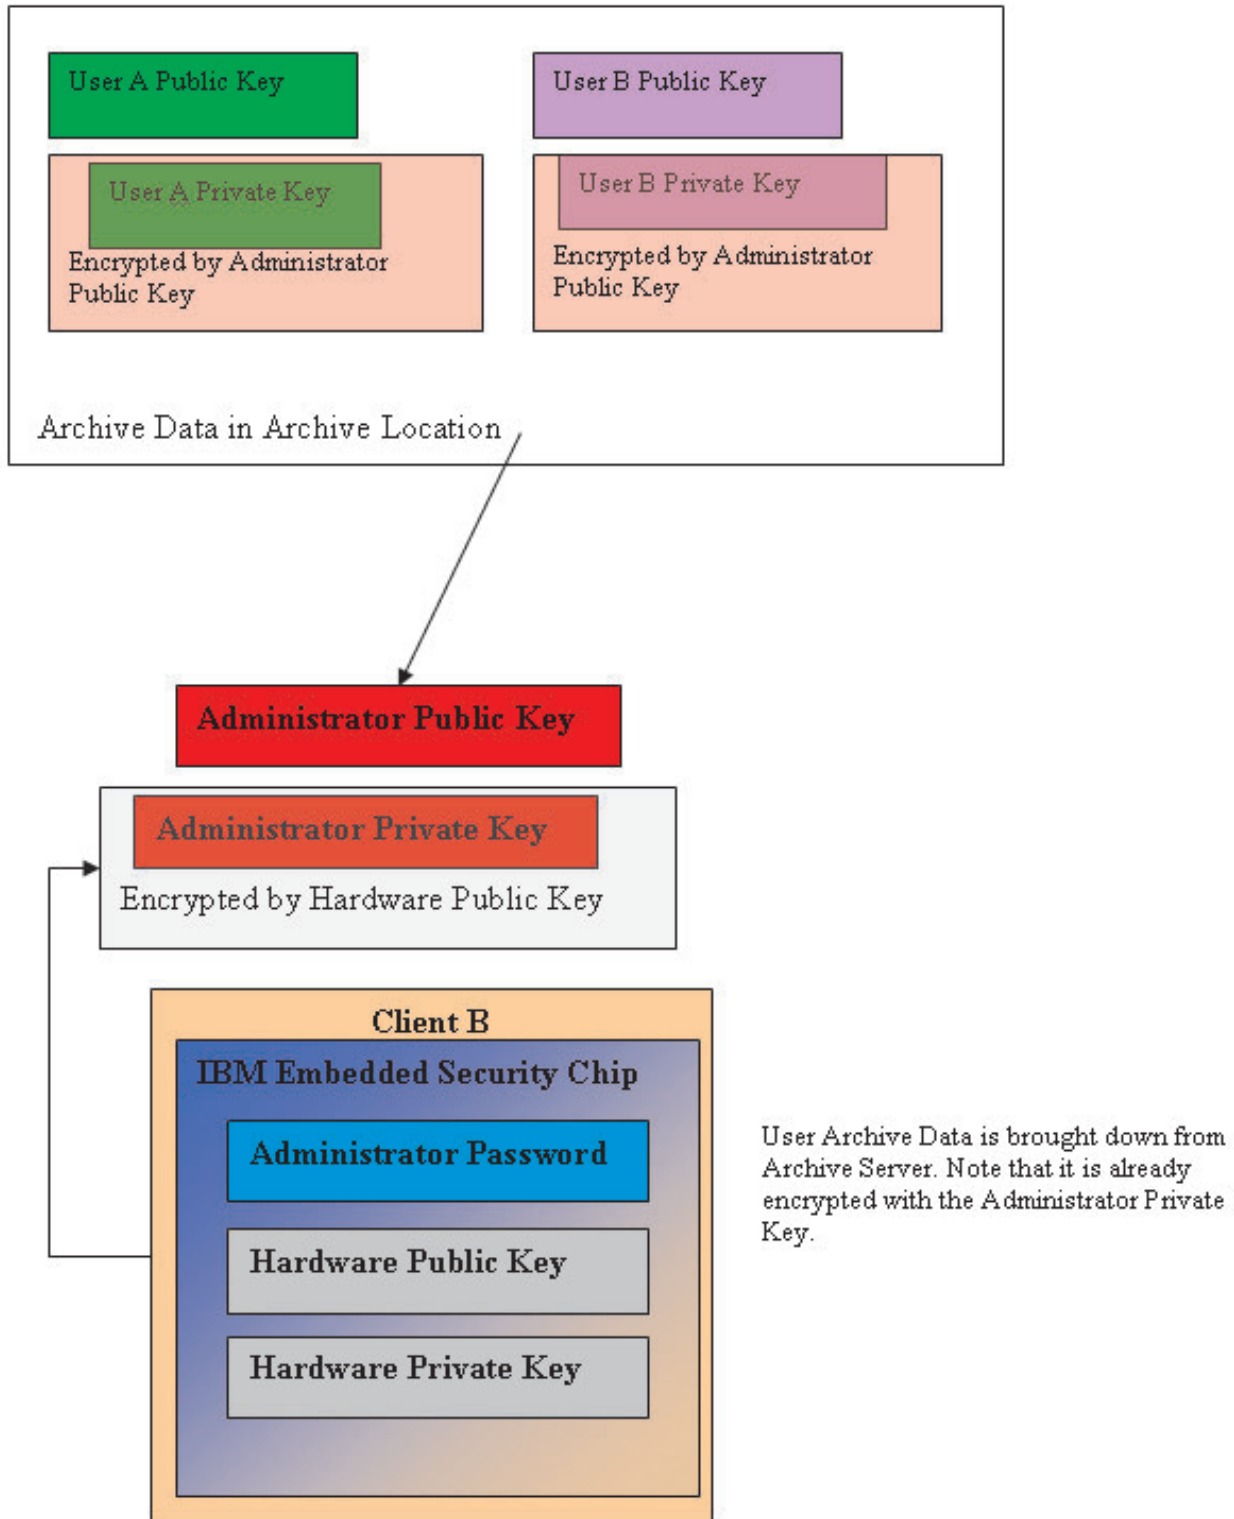 User A Public Key
User B Public Key
User A Private Key
User B Private Key
Encrypted by Administrator
Public Key
Encrypted by Administrator
Public Key
Archive Data in Archive Location
Administrator Public Key
Administrator Private Key
Encrypted by Hardware Public Key
Client B
IBM Embedded Security Chip
Administrator Password
Hardware Public Key
Hardware Private Key
User Archive Data is brought down from
Archive Server. Note that it is already
encrypted with the Administrator Private
Key.